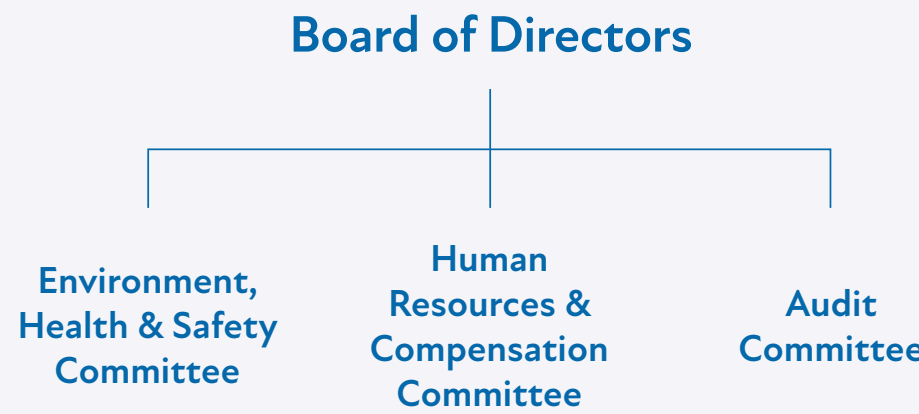 Board of Directors
Environment,
Health & Safety
Committee
Human
Resources &
Compensation
Committee
Audit
Committee